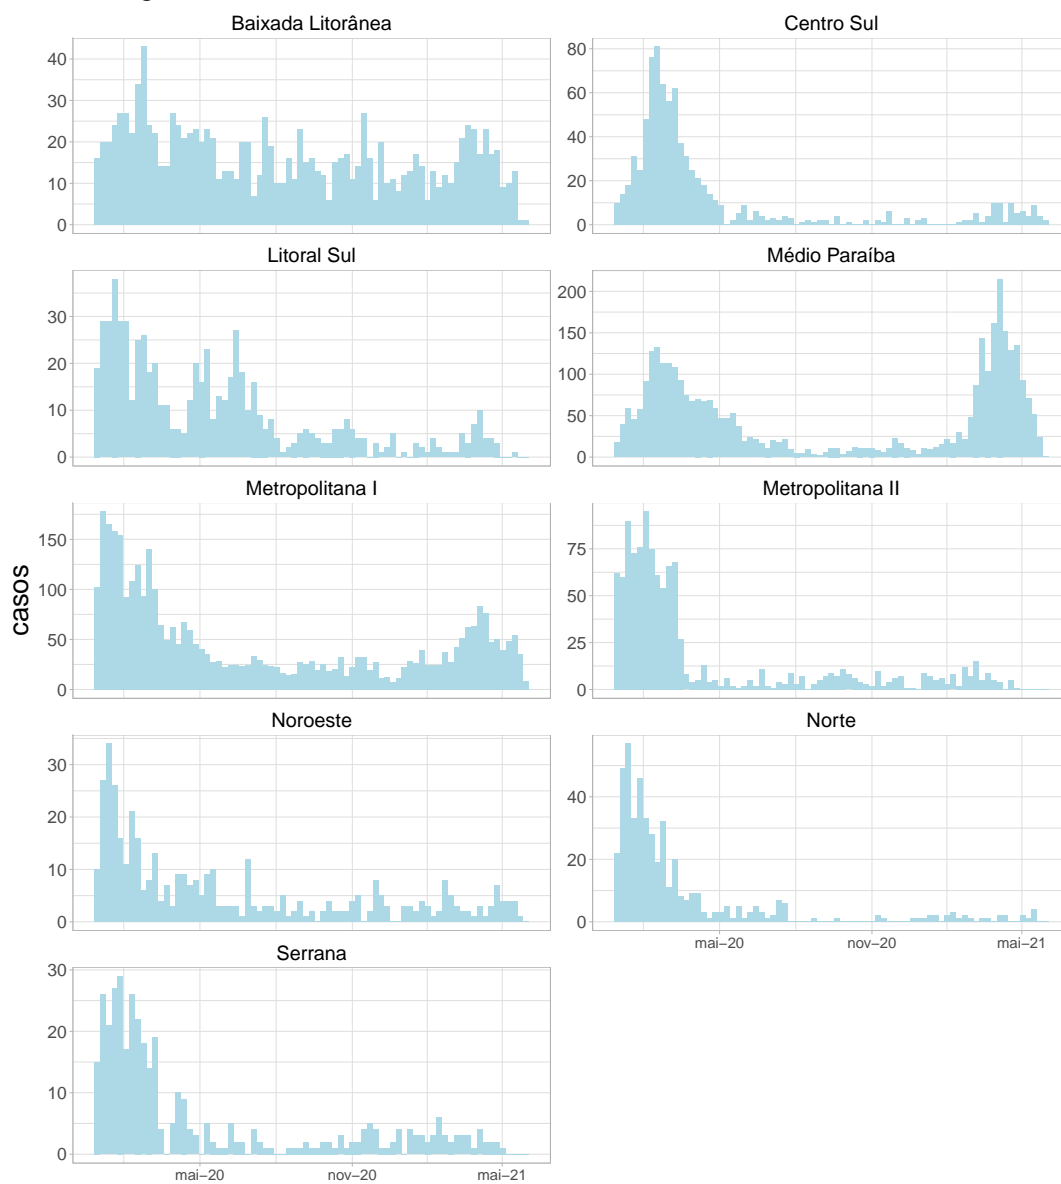 Baixada Litorânea
Centro Sul
40
30
20
10
0
80
60
40
20
0
Litoral Sul
Médio Paraíba
30
20
10
0
200
150
100
50
0
Metropolitana I
Metropolitana II
150
100
50
0
75
50
25
0
casos
Noroeste
Norte
30
20
10
0
40
20
0
mai–20
nov–20
mai–21
Serrana
30
20
10
0
mai–20
nov–20
mai–21